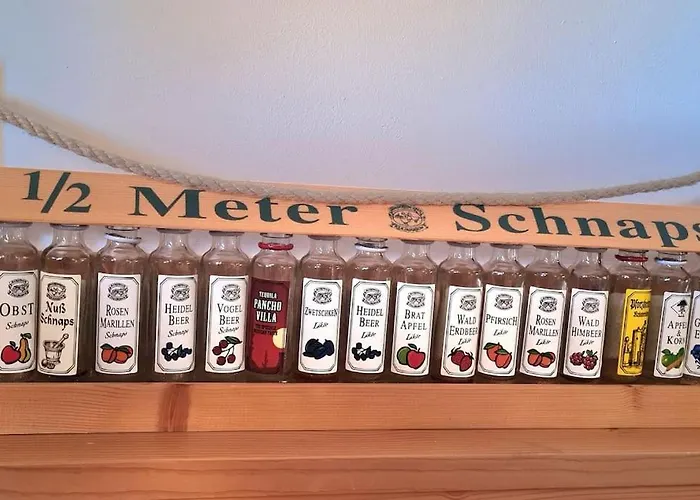 1/2 Meter Schnaps
OBST
Schnaps
Nuß
Schnaps
ROSEN
MARILLEN
Schnaps
HEIDEL
BEER
Schnaps
VOGEL
BEER
Schnaps
TEQUILA
PANCHO
VILLA
ZWETSCHKEN
Likör
HEIDEL
BEER
Likör
BRAT
APFEL
Likör
WALD
ERDBEER
Likör
PFIRSICH
Likör
ROSEN
MARILLEN
Likör
WALD
HIMBEER
Likör
APFEL
&
KORN